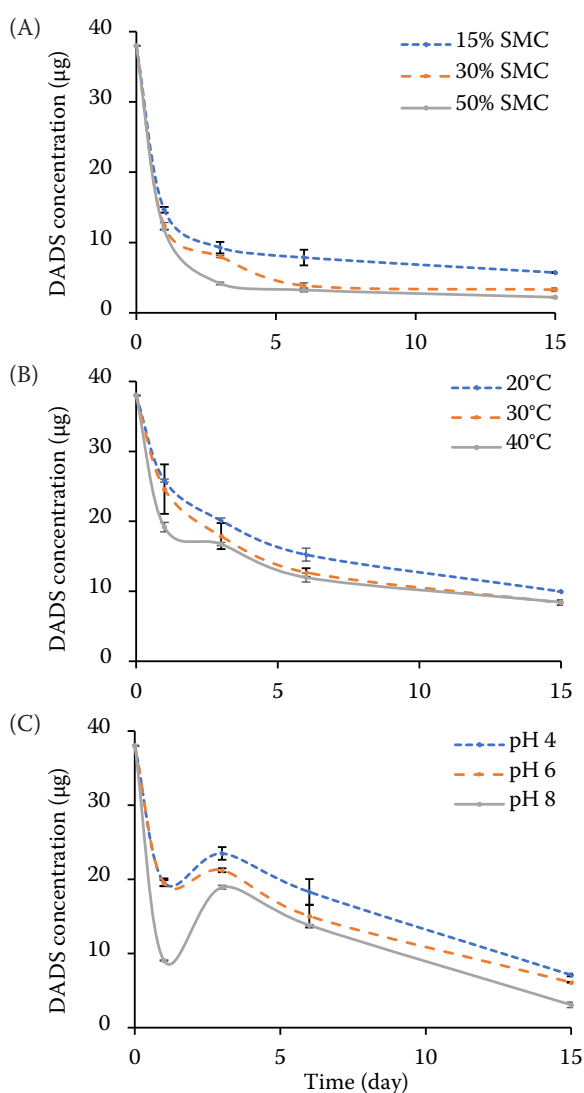 (A)
DADS concentration (µg)
40
30
20
10
0
0 5 10 15
15% SMC
30% SMC
50% SMC
(B)
DADS concentration (µg)
40
30
20
10
0
0 5 10 15
20°C
30°C
40°C
(C)
DADS concentration (µg)
40
30
20
10
0
0 5 10 15
pH 4
pH 6
pH 8
Time (day)